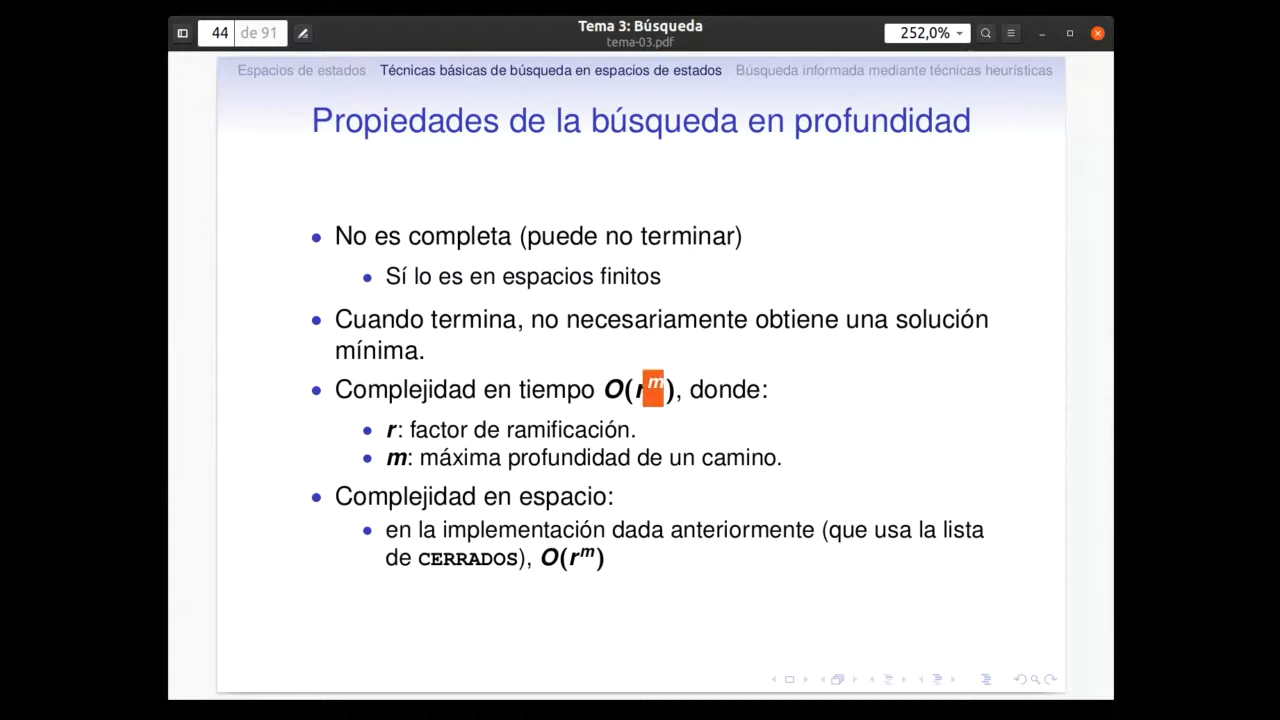 44 de 91
Tema 3: Búsqueda
tema-03.pdf
252,0%
Espacios de estados Técnicas básicas de búsqueda en espacios de estados Búsqueda informada mediante técnicas heurísticas
Propiedades de la búsqueda en profundidad
• No es completa (puede no terminar)
• Sí lo es en espacios finitos
• Cuando termina, no necesariamente obtiene una solución
mínima.
• Complejidad en tiempo O(r^m), donde:
• r: factor de ramificación.
• m: máxima profundidad de un camino.
• Complejidad en espacio:
• en la implementación dada anteriormente (que usa la lista
de CERRADOS), O(r^m)